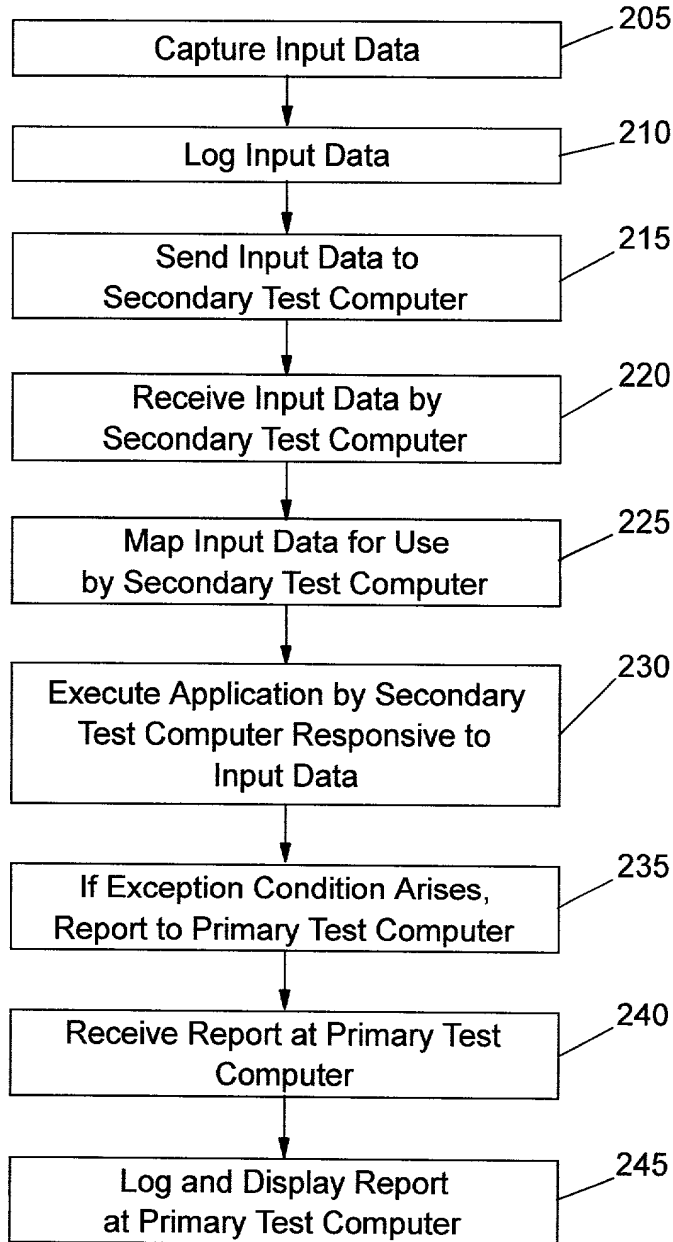 205
Capture Input Data
210
Log Input Data
215
Send Input Data to
Secondary Test Computer
220
Receive Input Data by
Secondary Test Computer
225
Map Input Data for Use
by Secondary Test Computer
230
Execute Application by Secondary
Test Computer Responsive to
Input Data
235
If Exception Condition Arises,
Report to Primary Test Computer
240
Receive Report at Primary Test
Computer
245
Log and Display Report
at Primary Test Computer